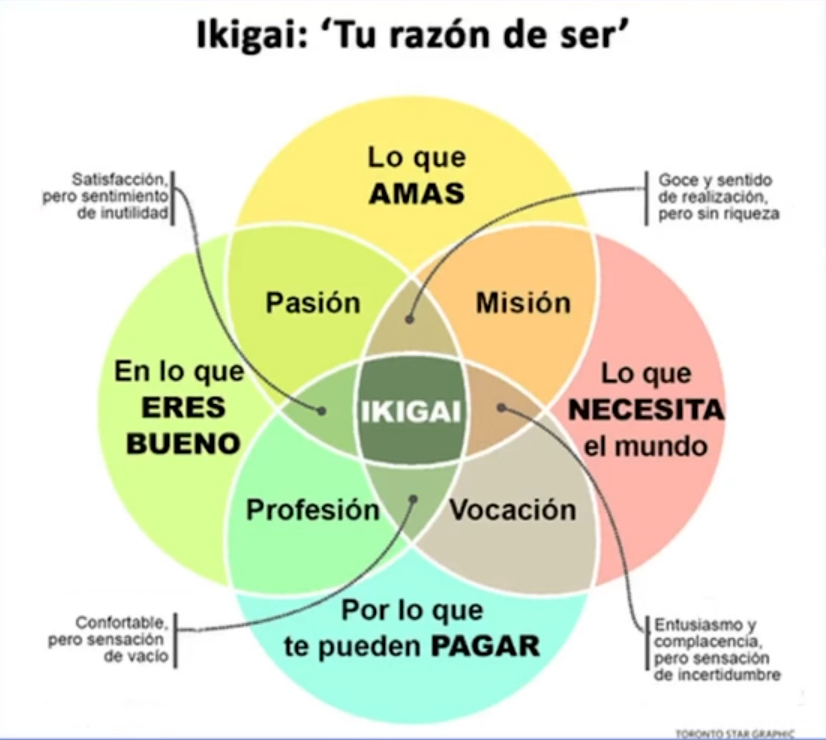 Ikigai: ‘Tu razón de ser’
Lo que
AMAS
Satisfacción,
pero sentimiento
de inutilidad
Goce y sentido
de realización,
pero sin riqueza
Pasión
Misión
En lo que
ERES
BUENO
IKIGAI
Lo que
NECESITA
el mundo
Profesión
Vocación
Por lo que
te pueden PAGAR
Confortable,
pero sensación
de vacío
Entusiasmo y
complacencia,
pero sensación
de incertidumbre
TORONTO STAR GRAPHIC